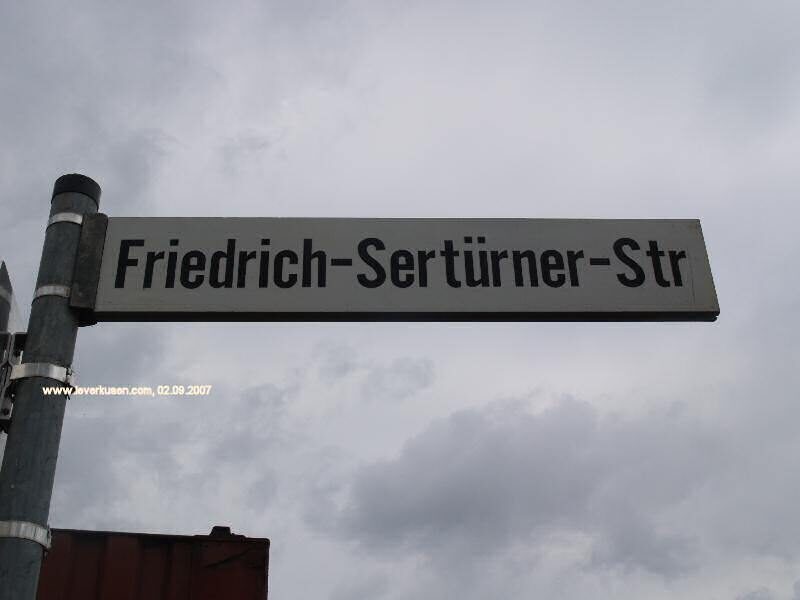 Friedrich-Sertürner-Str
www.leverkusen.com, 02.09.2007